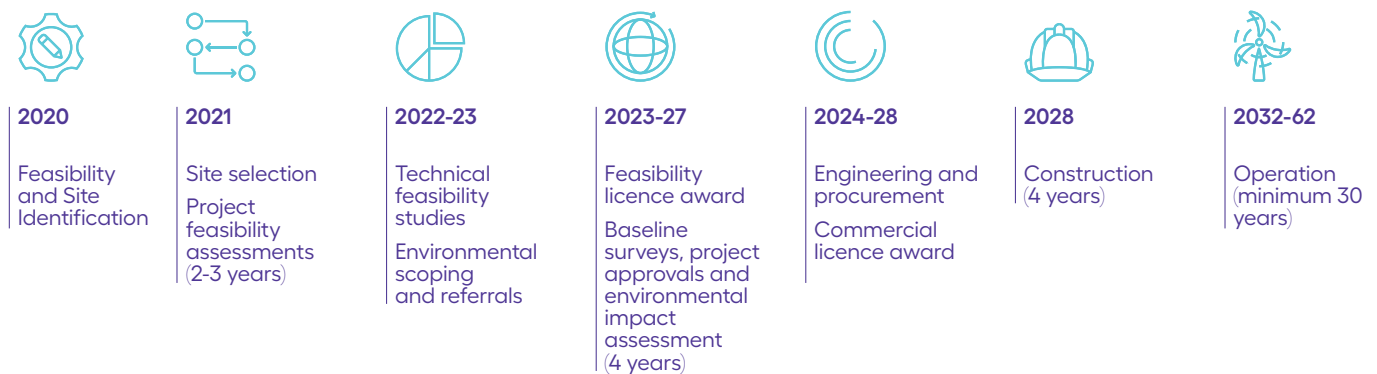 2020
Feasibility
and Site
Identification
2021
Site selection
Project
feasibility
assessments
(2-3 years)
2022-23
Technical
feasibility
studies
Environmental
scoping
and referrals
2023-27
Feasibility
licence award
Baseline
surveys, project
approvals and
environmental
impact
assessment
(4 years)
2024-28
Engineering and
procurement
Commercial
licence award
2028
Construction
(4 years)
2032-62
Operation
(minimum 30
years)